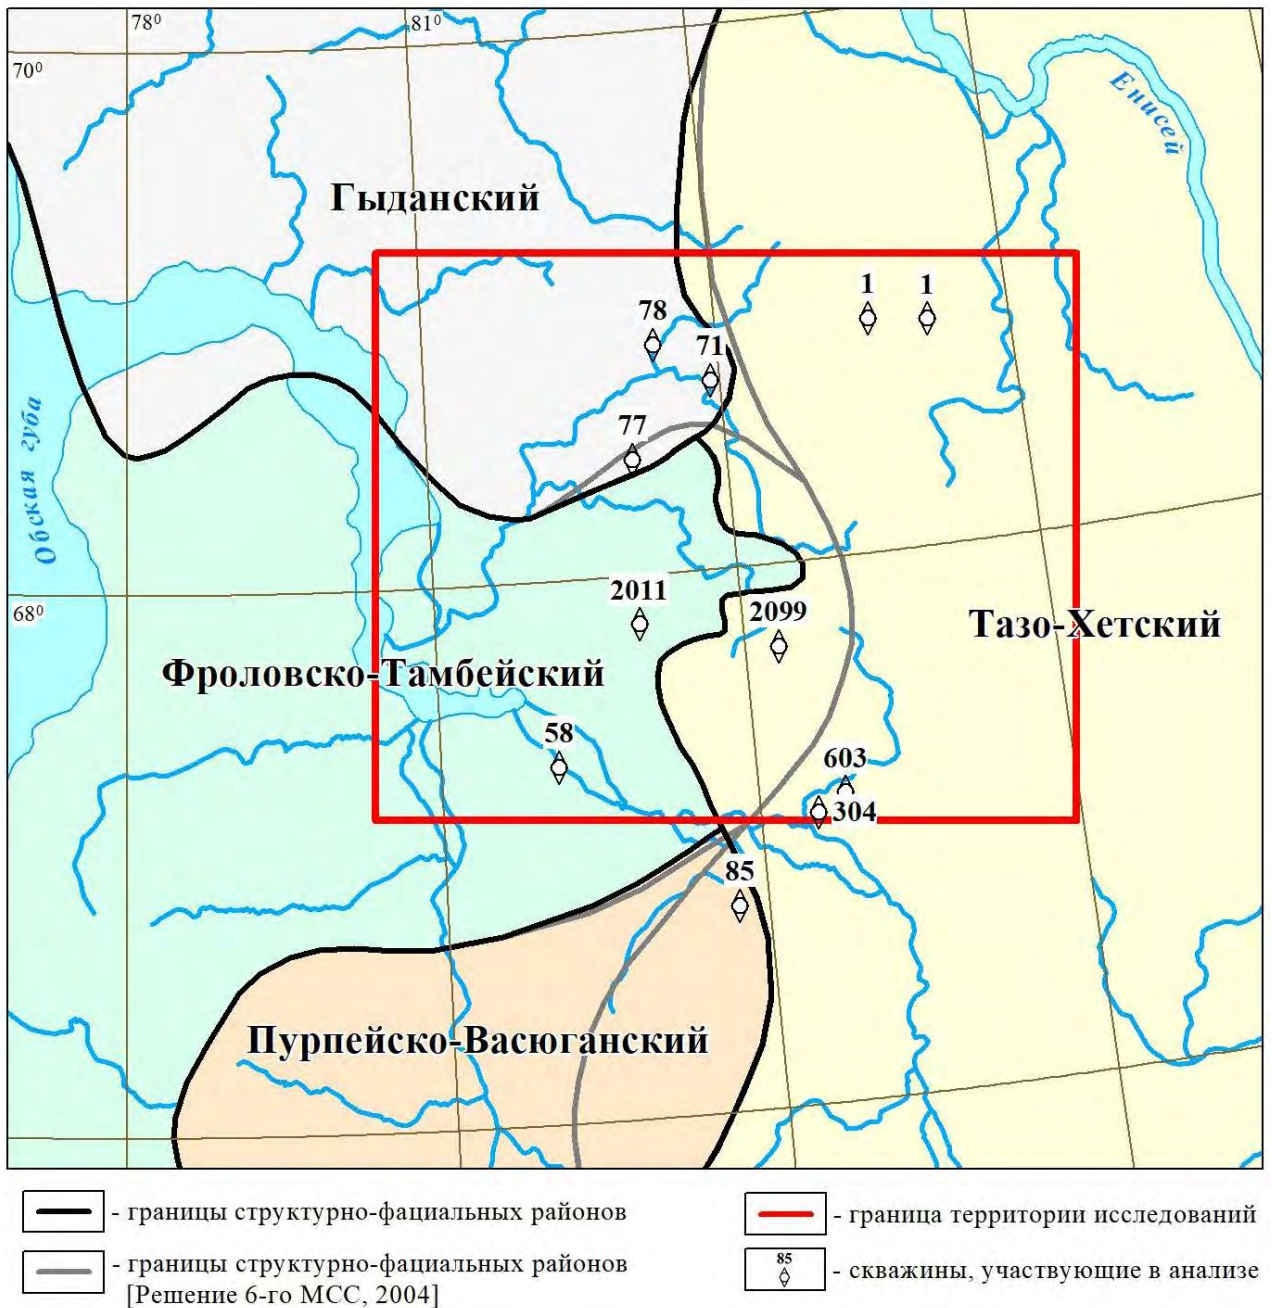 78⁰
81⁰
70⁰
Енисей
Гыданский
1
1
78
71
77
Обская губа
2011
2099
68⁰
Тазо-Хетский
Фроловско-Тамбейский
58
603
304
85
Пурпейско-Васюганский
- границы структурно-фациальных районов
- граница территории исследований
- границы структурно-фациальных районов
[Решение 6-го МСС, 2004]
85
- скважины, участвующие в анализе